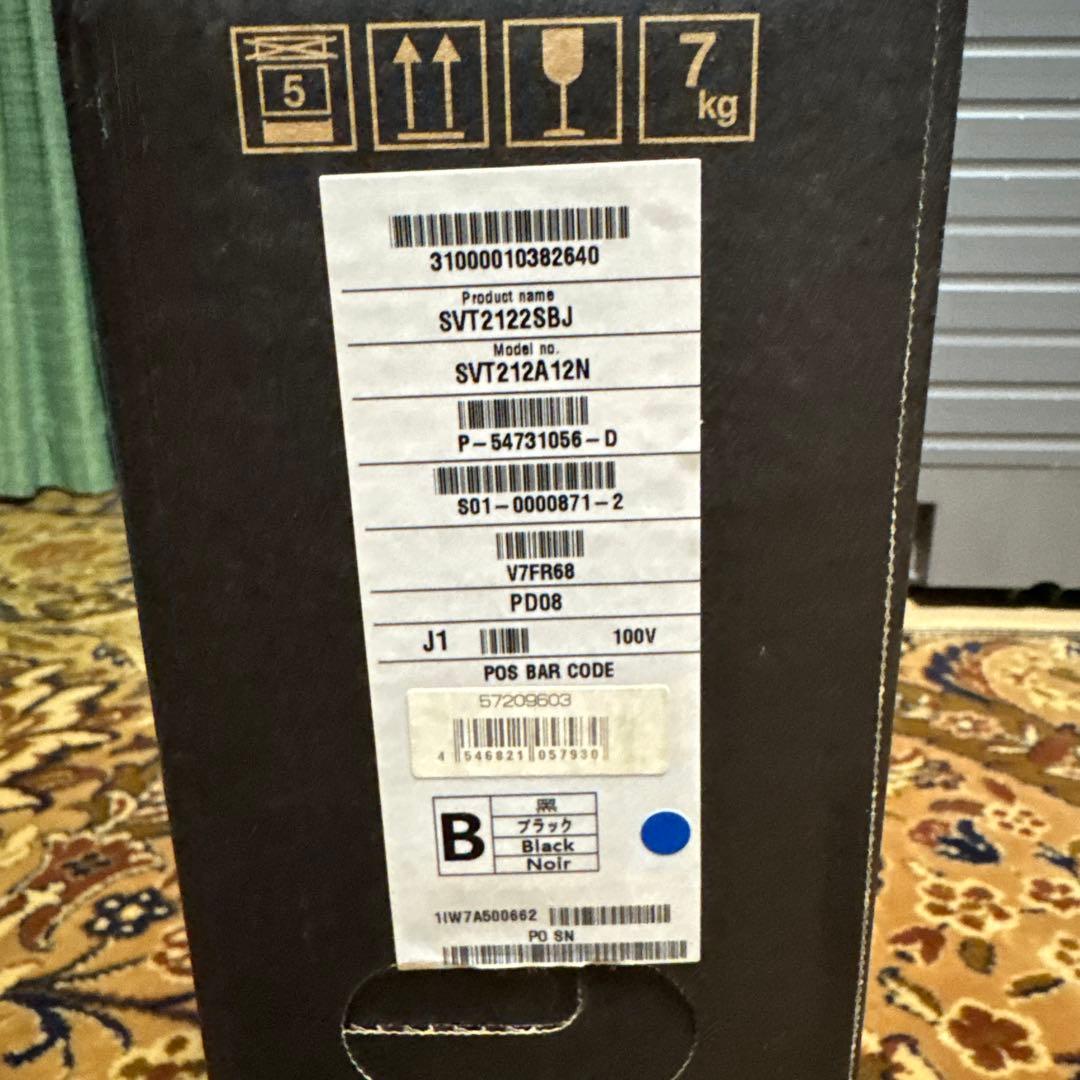 5
7
kg
31000010382640
Product name
SVT2122SBJ
Model no.
SVT212A12N
P-54731056-D
S01-0000871-2
V7FR68
PD08
J1 100V
POS BAR CODE
57209603
4 546821 057930
B
黑
ブラック
Black
Noir
1IW7A500662
PO SN